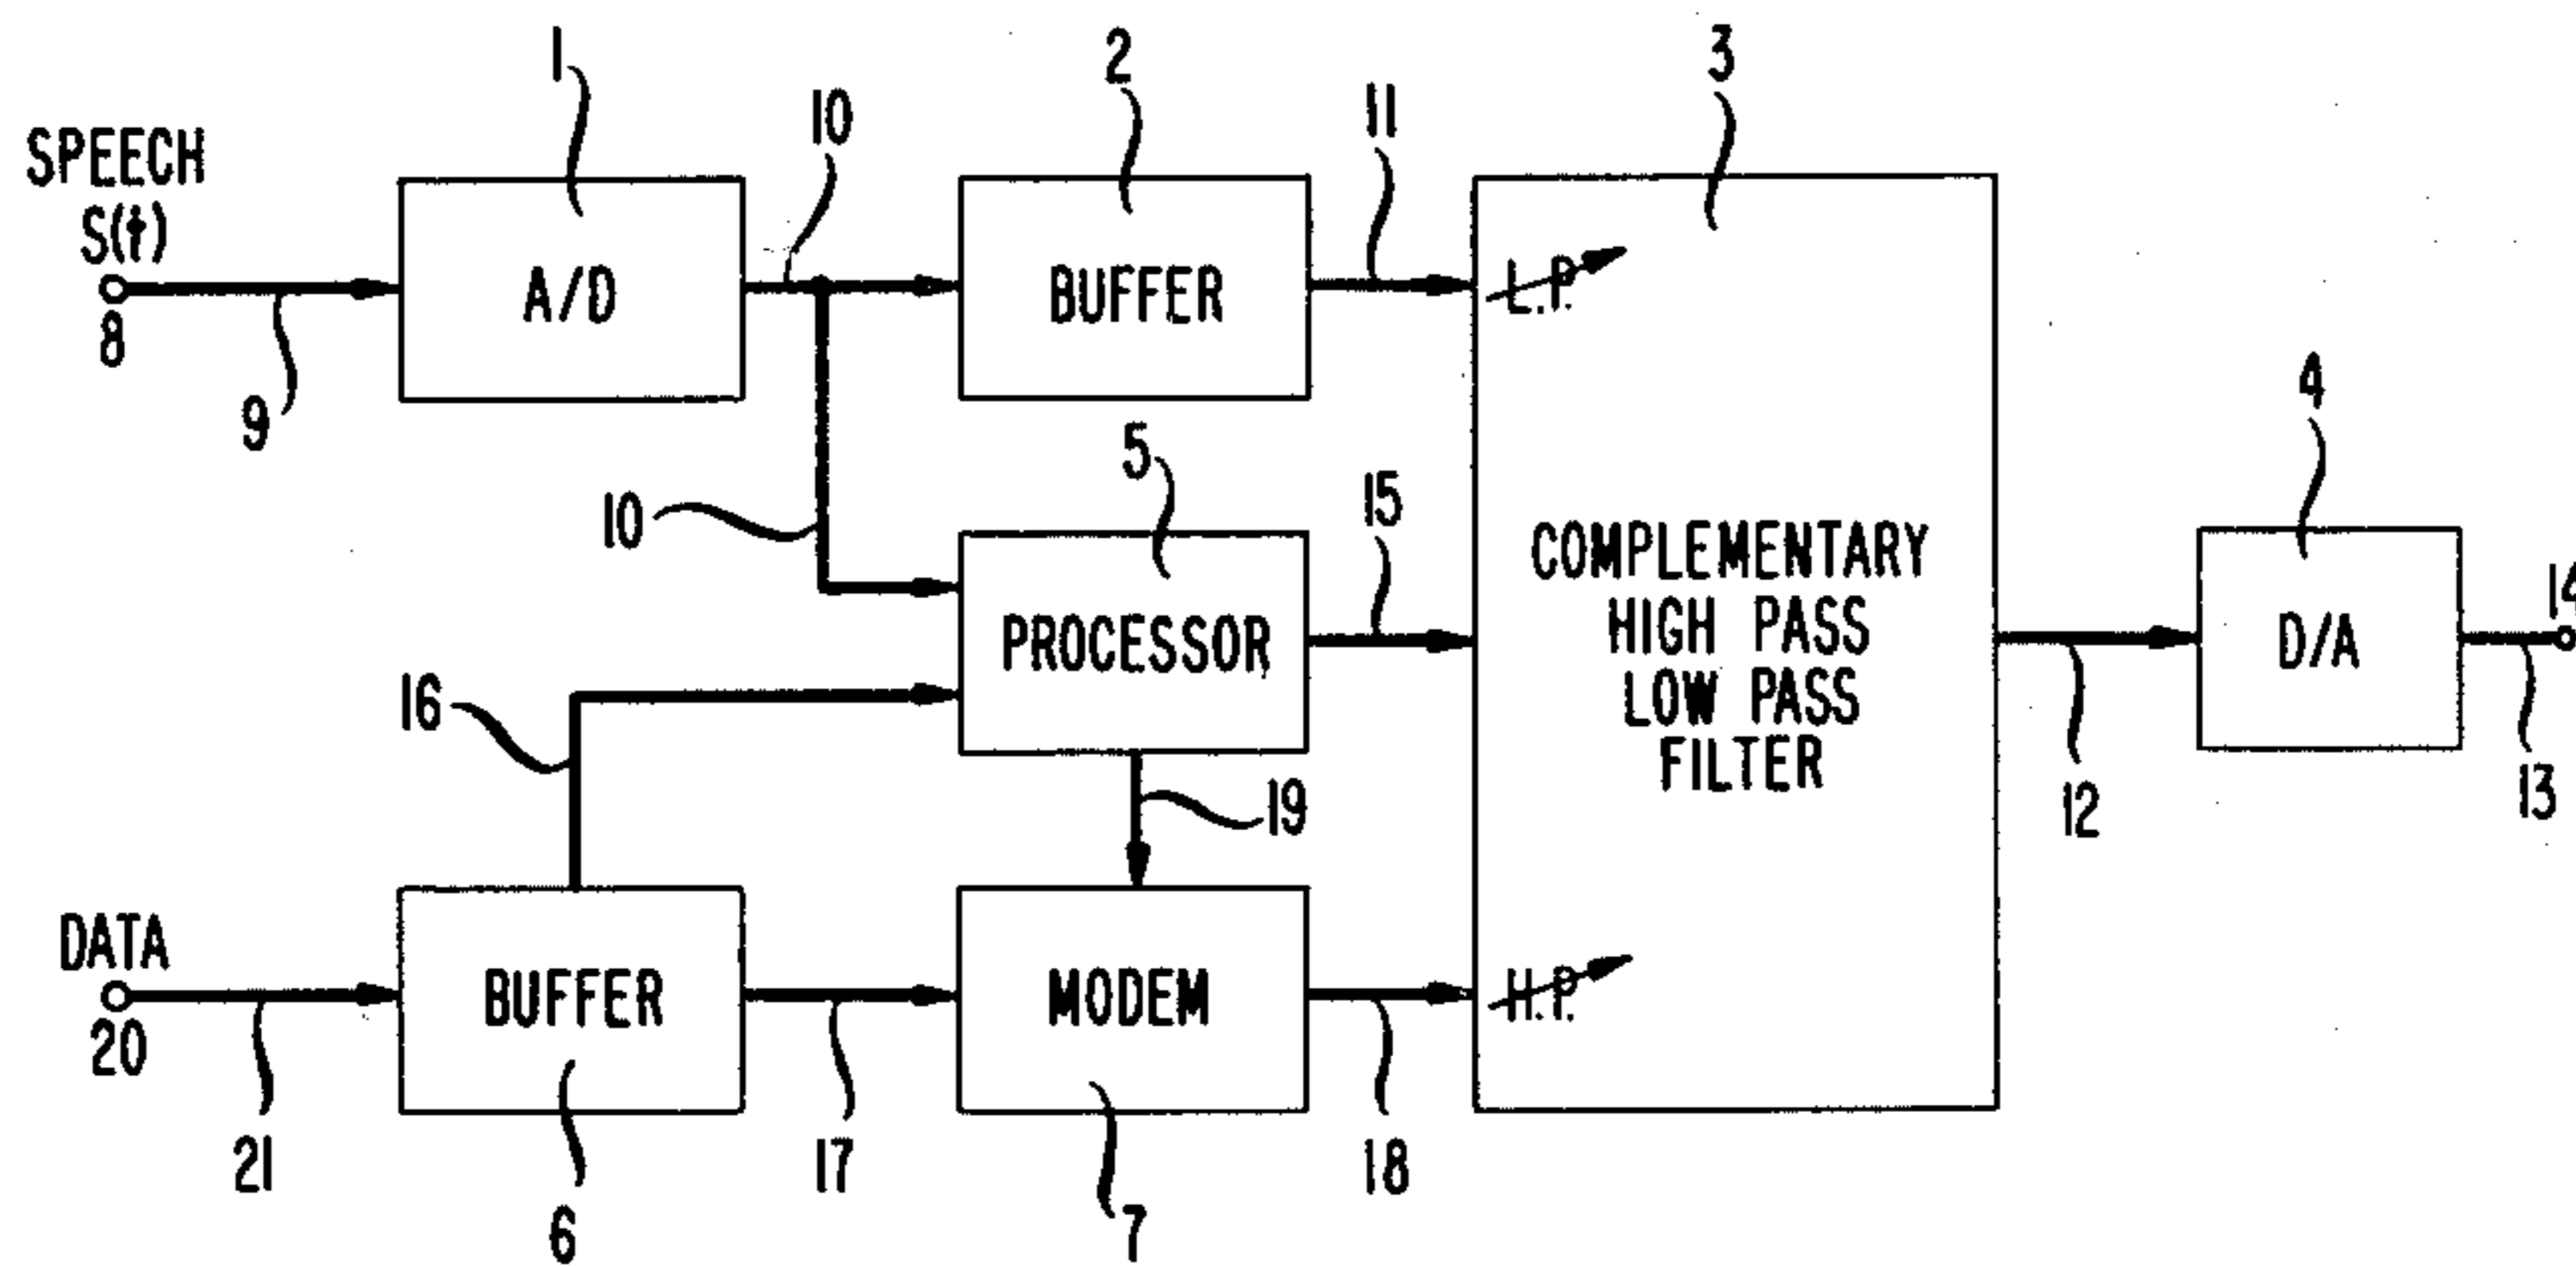 1
2
3
10
11
SPEECH
S(t)
8
9
A/D
BUFFER
L.P.
4
5
10
15
PROCESSOR
COMPLEMENTARY
HIGH PASS
LOW PASS
FILTER
D/A
14
13
12
16
19
DATA
20
21
BUFFER
6
17
MODEM
7
18
H.P.